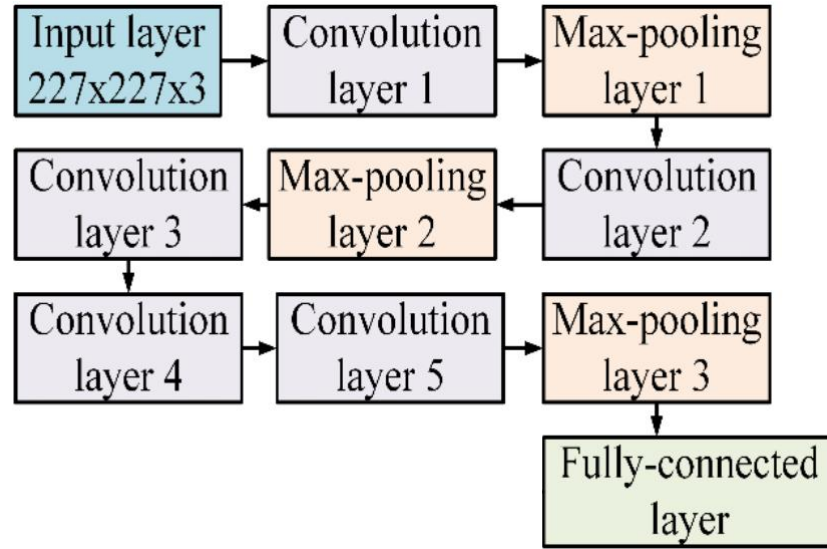 Input layer
227x227x3
Convolution
layer 1
Max-pooling
layer 1
Convolution
layer 2
Max-pooling
layer 2
Convolution
layer 3
Convolution
layer 4
Convolution
layer 5
Max-pooling
layer 3
Fully-connected
layer